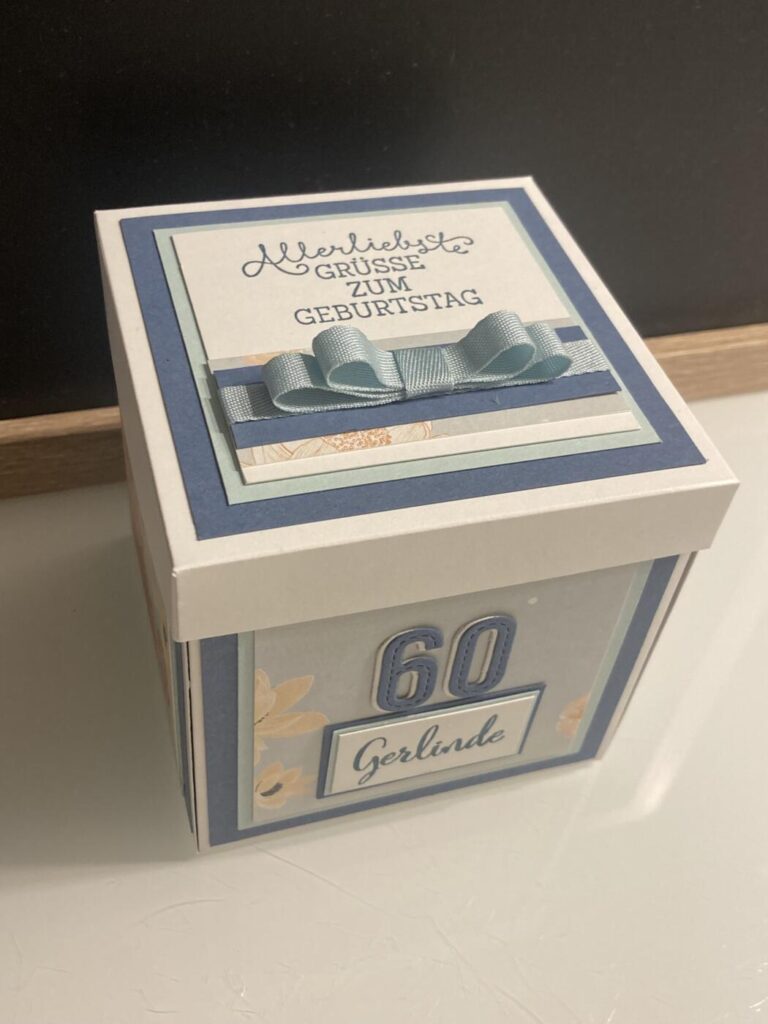 Allerliebste
GRÜSSE
ZUM
GEBURTSTAG
60
Gerlinde